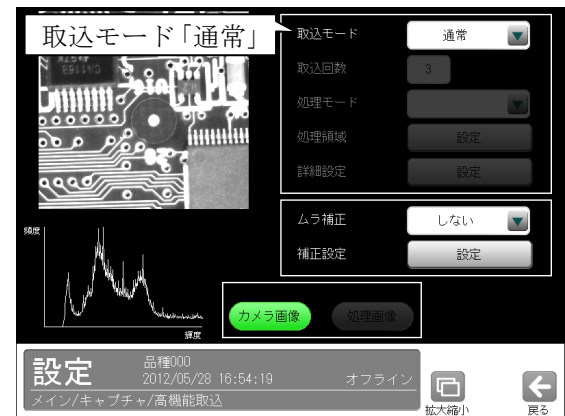 取込モード「通常」
取込モード 通常
取込回数 3
処理モード
処理領域 設定
詳細設定 設定
ムラ補正 しない
補正設定 設定
頻度
輝度
カメラ画像 処理画像
設定 品種000
2012/05/28 16:54:19 オフライン
メイン/キャプチャ/高機能取込
拡大縮小 戻る